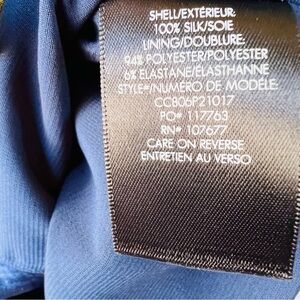 SHELL/EXTÉRIEUR:
100% SILK/SOIE
LINING/DOUBLURE:
94% POLYESTER/POLYESTER
6% ELASTANE/ELASTHANNE
STYLE#/NUMÉRO DE MODÈLE:
CC806P21017
PO# 117763
RN# 107677
CARE ON REVERSE
ENTRETIEN AU VERSO